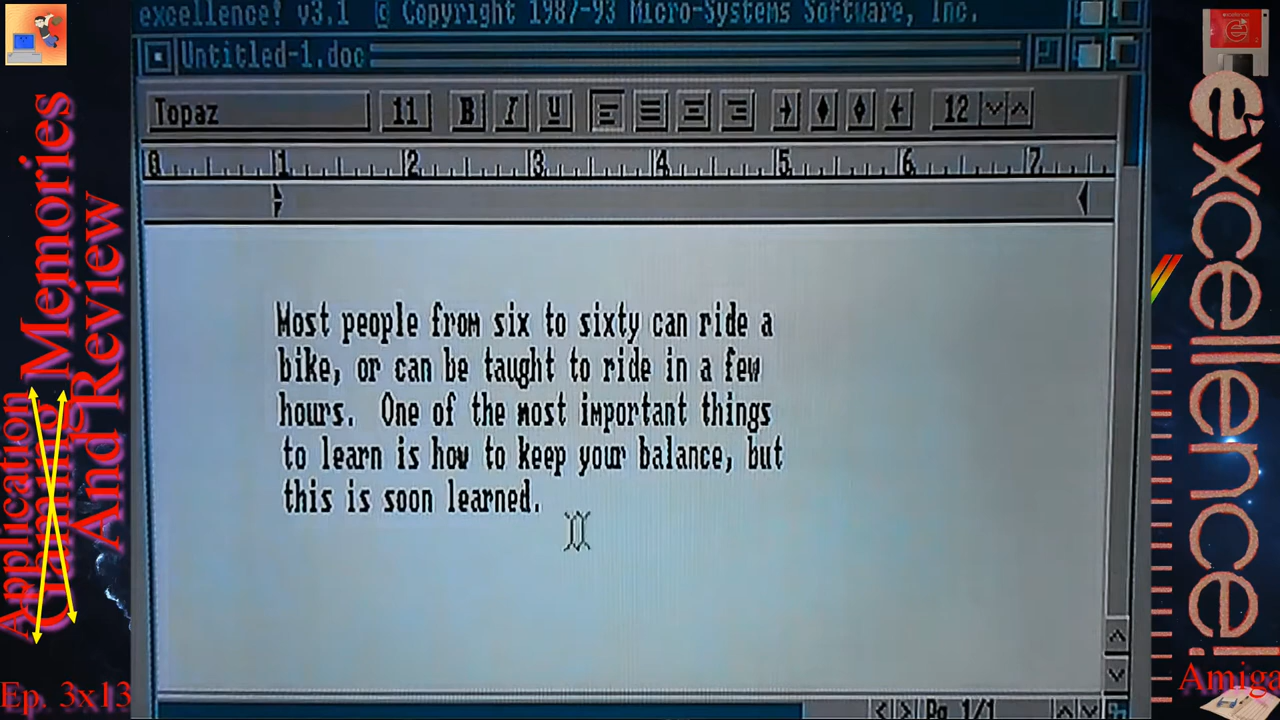 excellence! v3.1 © Copyright 1987-93 Micro-Systems Software, Inc.
Untitled-1.doc
Topaz 11 B I U 12
0 1 2 3 4 5 6 7
Most people from six to sixty can ride a
bike, or can be taught to ride in a few
hours. One of the most important things
to learn is how to keep your balance, but
this is soon learned.
Pg 1/1
Application
Gaming Memories
And Review
Ep. 3x13
e
excellence!
Amiga